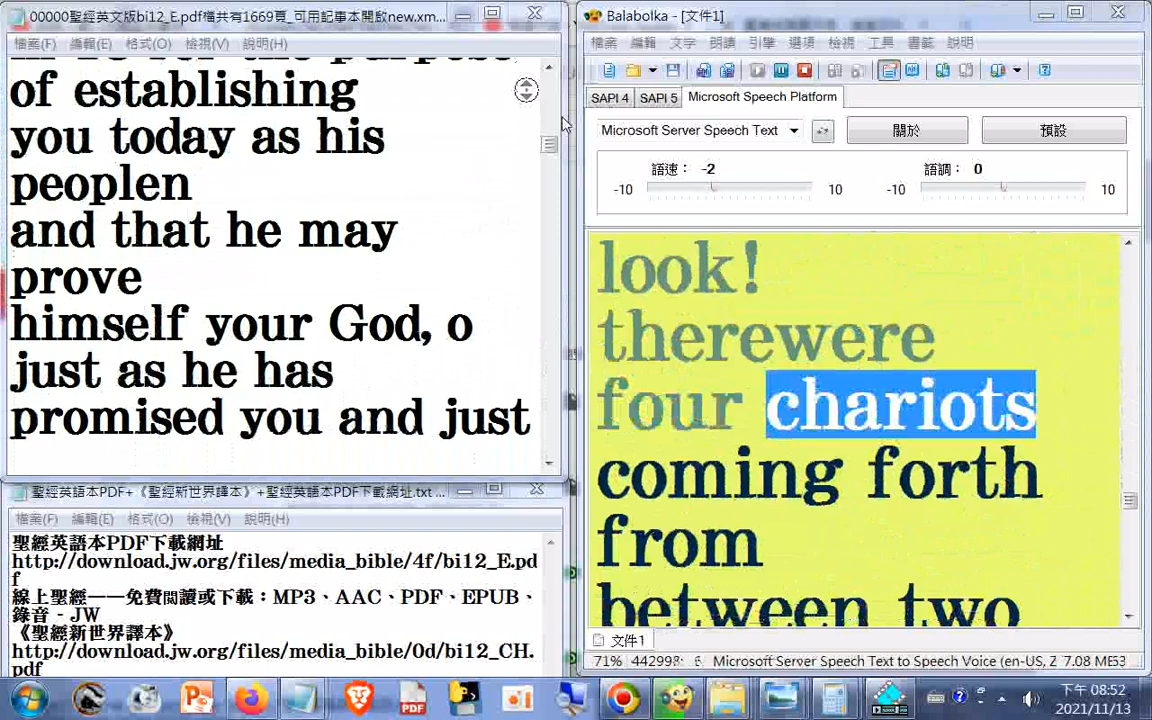 00000聖經英文版bi12_E.pdf檔共有1669頁_可用記事本開啟new.xm...
檔案(F) 編輯(E) 格式(O) 檢視(V) 說明(H)
of establishing
you today as his
peoplen
and that he may
prove
himself your God, o
just as he has
promised you and just
聖經英語本PDF+《聖經新世界譯本》+聖經英語本PDF下載網址.txt ...
檔案(F) 編輯(E) 格式(O) 檢視(V) 說明(H)
聖經英語本PDF下載網址
http://download.jw.org/files/media_bible/4f/bi12_E.pd
f
線上聖經——免費閱讀或下載：MP3、AAC、PDF、EPUB、
錄音 - JW
《聖經新世界譯本》
http://download.jw.org/files/media_bible/0d/bi12_CH.
pdf
Balabolka - [文件1]
檔案 編輯 文字 朗讀 引擎 選項 檢視 工具 書籤 說明
SAPI 4 SAPI 5 Microsoft Speech Platform
Microsoft Server Speech Text 關於 預設
語速： -2 語調： 0
-10 10 -10 10
look!
therewere
four chariots
coming forth
from
between two
文件1
71% Microsoft Server Speech Text to Speech Voice (en-US, Z 7.08 ME53
下午 08:52
2021/11/13